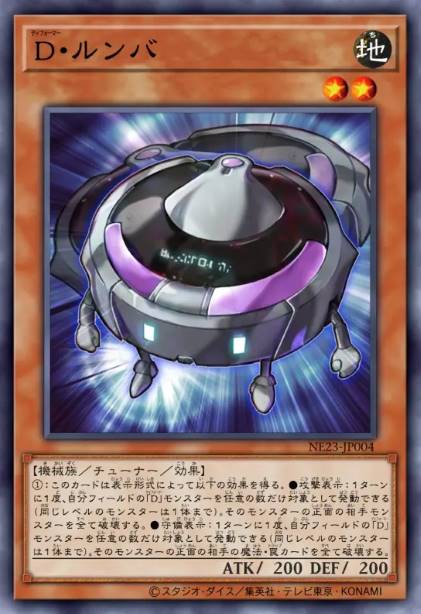 ディフォーマー
D・ルンバ
ち
地
NE23-JP004
【機械族／チューナー／効果】
①:このカードは表示形式によって以下の効果を得る。●攻撃表示:1ター
ンに1度、自分フィールドの「D」モンスターを任意の数だけ対象として発動できる
(同じレベルのモンスターは1体まで)。そのモンスターの正面の相手モン
スターを全て破壊する。●守備表示:1ターンに1度、自分フィールドの「D」
モンスターを任意の数だけ対象として発動できる(同じレベルのモンスター
は1体まで)。そのモンスターの正面の相手の魔法・罠カードを全て破壊する。
ATK/ 200 DEF/ 200
©スタジオ・ダイス／集英社・テレビ東京・KONAMI